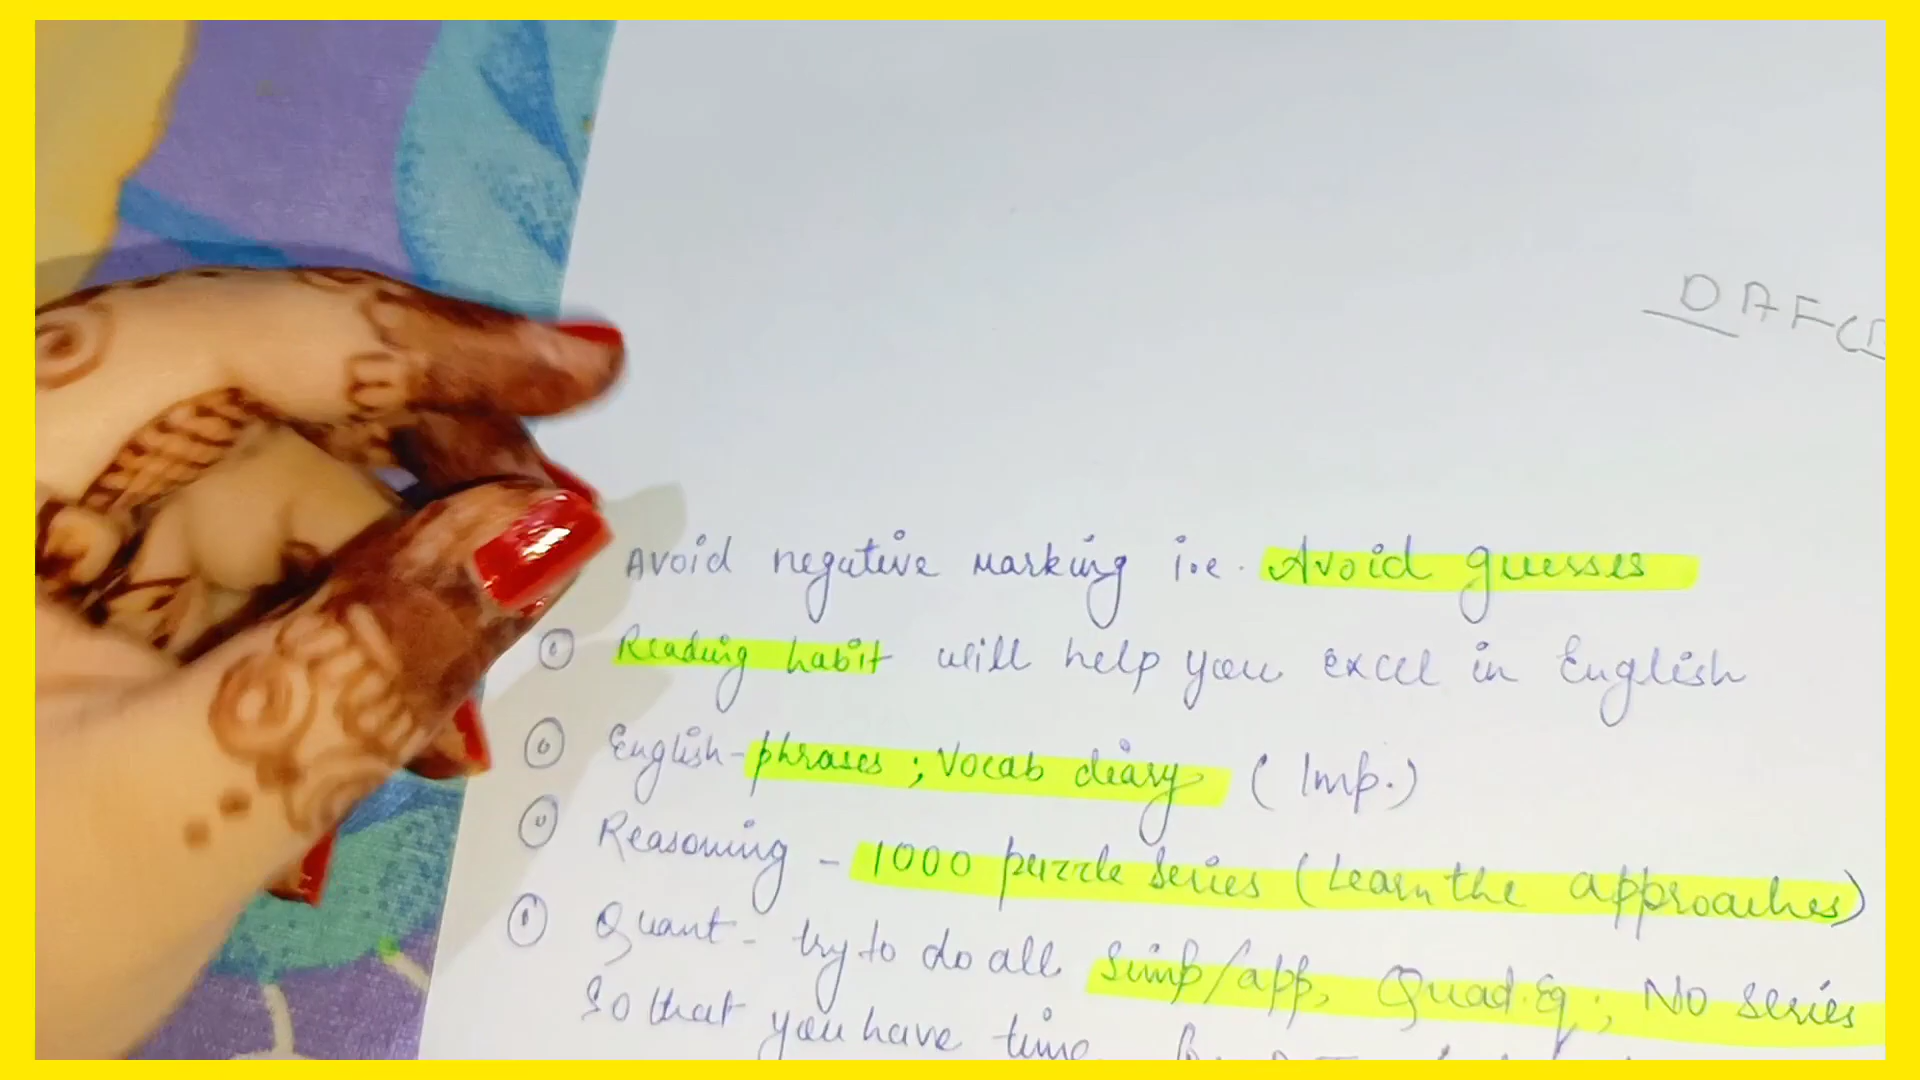 DAFC
Avoid negative marking i.e. Avoid guesses
Reading habit will help you excel in English
English - phrases ; Vocab diary ( Imp. )
Reasoning - 1000 puzzle series ( Learn the approaches )
Quant - try to do all Simp/app, Quad. Eq ; No series
So that you have time